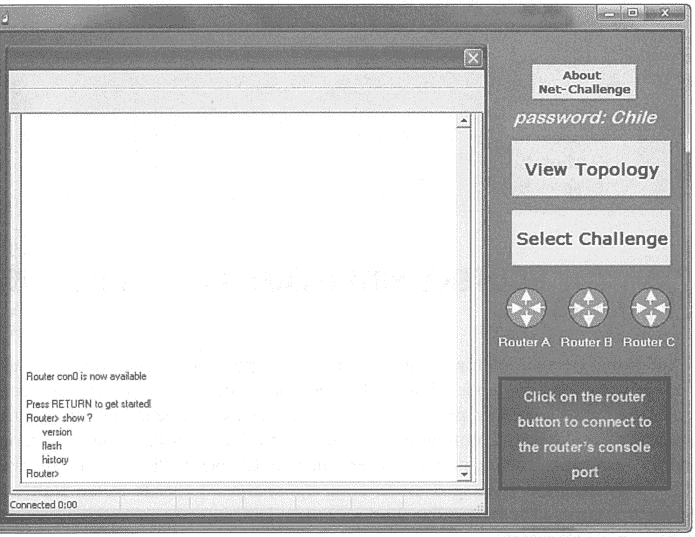 About
Net-Challenge
password: Chile
View Topology
Select Challenge
Router A Router B Router C
Click on the router
button to connect to
the router's console
port
Router con0 is now available
Press RETURN to get started!
Router> show ?
version
flash
history
Router>
Connected 0:00